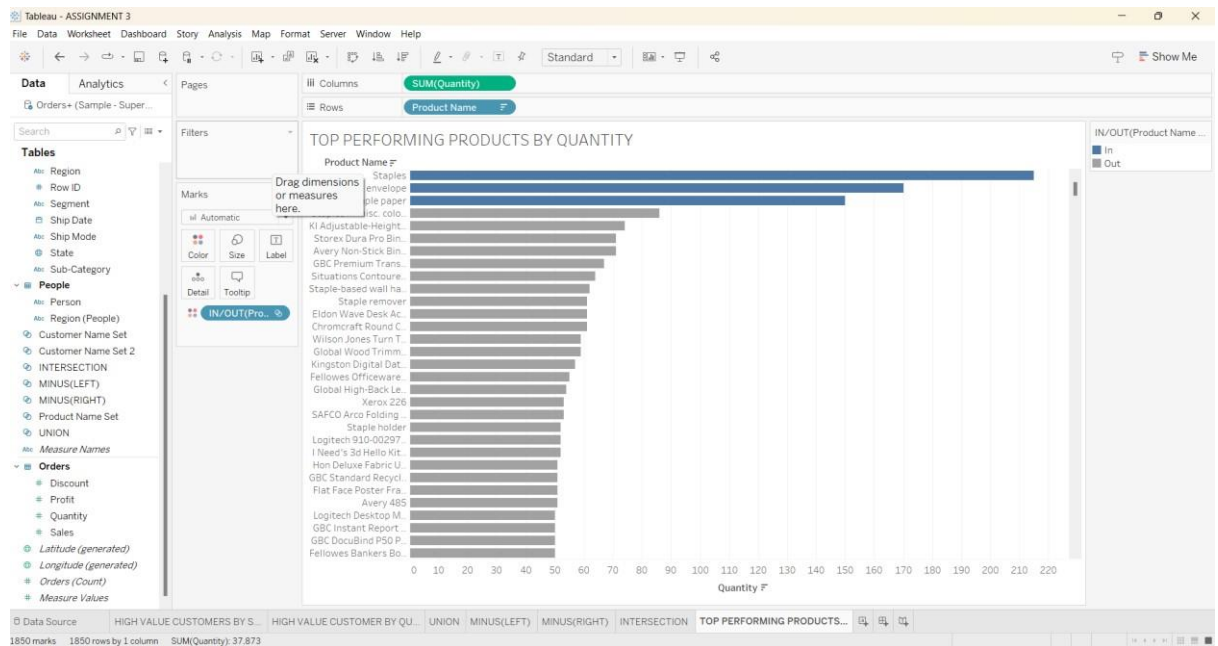 Tableau - ASSIGNMENT 3
File Data Worksheet Dashboard Story Analysis Map Format Server Window Help
Standard
Show Me
Data Analytics
Orders+ (Sample - Super...
Search
Tables
Abc Region
# Row ID
Abc Segment
Ship Date
Abc Ship Mode
State
Abc Sub-Category
People
Abc Person
Abc Region (People)
Customer Name Set
Customer Name Set 2
INTERSECTION
MINUS(LEFT)
MINUS(RIGHT)
Product Name Set
UNION
Abc Measure Names
Orders
# Discount
# Profit
# Quantity
# Sales
Latitude (generated)
Longitude (generated)
# Orders (Count)
# Measure Values
Pages
Filters
Drag dimensions
or measures
here.
Marks
Automatic
Color Size Label
Detail Tooltip
IN/OUT(Pro..
Columns SUM(Quantity)
Rows Product Name
TOP PERFORMING PRODUCTS BY QUANTITY
Product Name
Staples
envelope
ple paper
isc. colo..
KI Adjustable-Height..
Storex Dura Pro Bin..
Avery Non-Stick Bin..
GBC Premium Trans..
Situations Contoure..
Staple-based wall ha..
Staple remover
Eldon Wave Desk Ac..
Chromcraft Round C..
Wilson Jones Turn T..
Global Wood Trimm..
Kingston Digital Dat..
Fellowes Officeware..
Global High-Back Le..
Xerox 226
SAFCO Arco Folding ..
Staple holder
Logitech 910-00297..
I Need's 3d Hello Kit..
Hon Deluxe Fabric U..
GBC Standard Recycl..
Flat Face Poster Fra..
Avery 485
Logitech Desktop M..
GBC Instant Report ..
GBC DocuBind P50 P..
Fellowes Bankers Bo..
0 10 20 30 40 50 60 70 80 90 100 110 120 130 140 150 160 170 180 190 200 210 220
Quantity
IN/OUT(Product Name ...
In
Out
Data Source HIGH VALUE CUSTOMERS BY S... HIGH VALUE CUSTOMER BY QU... UNION MINUS(LEFT) MINUS(RIGHT) INTERSECTION TOP PERFORMING PRODUCTS...
1850 marks 1850 rows by 1 column SUM(Quantity): 37,873